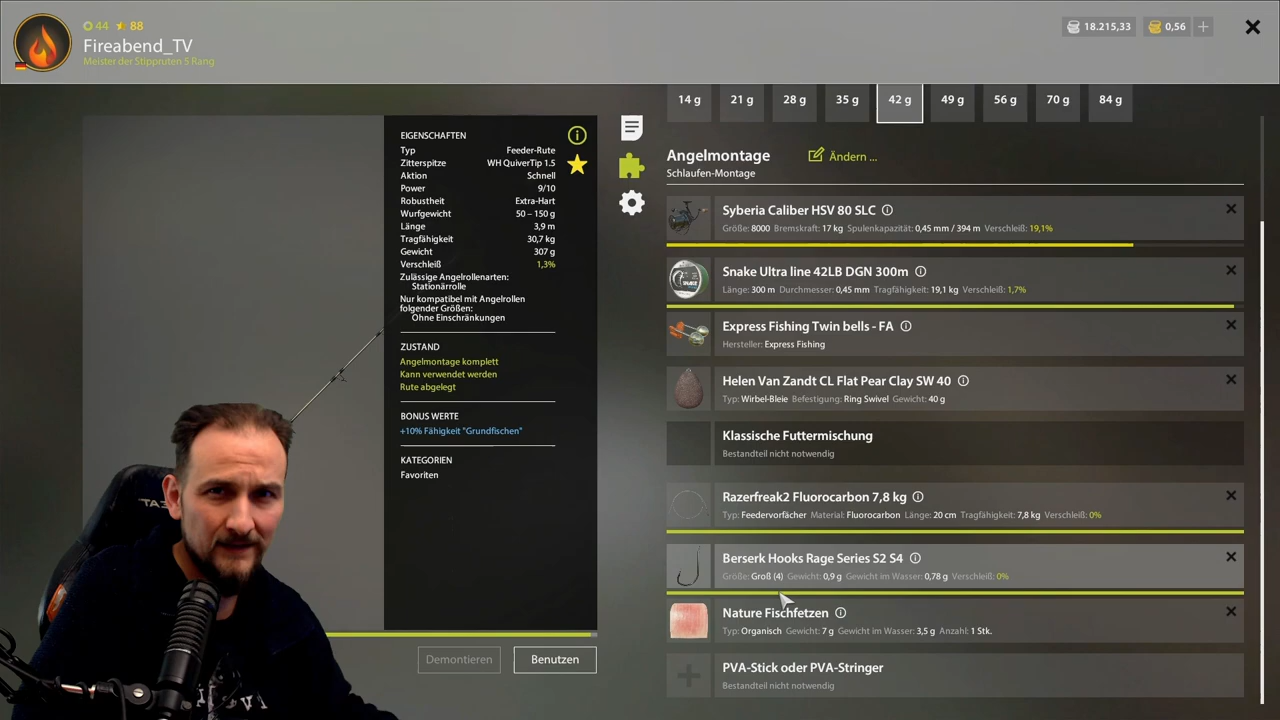 44 88
Fireabend_TV
Meister der Stippruten 5 Rang
18.215,33 0,56
14 g 21 g 28 g 35 g 42 g 49 g 56 g 70 g 84 g
EIGENSCHAFTEN
Typ Feeder-Rute
Zitterspitze WH QuiverTip 1.5
Aktion Schnell
Power 9/10
Robustheit Extra-Hart
Wurfgewicht 50 – 150 g
Länge 3,9 m
Tragfähigkeit 30,7 kg
Gewicht 307 g
Verschleiß 1,3%
Zulässige Angelrollenarten:
Stationärrolle
Nur kompatibel mit Angelrollen
folgender Größen:
Ohne Einschränkungen
ZUSTAND
Angelmontage komplett
Kann verwendet werden
Rute abgelegt
BONUS WERTE
+10% Fähigkeit "Grundfischen"
KATEGORIEN
Favoriten
Demontieren Benutzen
Angelmontage Ändern ...
Schlaufen-Montage
Syberia Caliber HSV 80 SLC
Größe: 8000 Bremskraft: 17 kg Spulenkapazität: 0,45 mm / 394 m Verschleiß: 19,1%
Snake Ultra line 42LB DGN 300m
Länge: 300 m Durchmesser: 0,45 mm Tragfähigkeit: 19,1 kg Verschleiß: 1,7%
Express Fishing Twin bells - FA
Hersteller: Express Fishing
Helen Van Zandt CL Flat Pear Clay SW 40
Typ: Wirbel-Bleie Befestigung: Ring Swivel Gewicht: 40 g
Klassische Futtermischung
Bestandteil nicht notwendig
Razerfreak2 Fluorocarbon 7,8 kg
Typ: Feedervorfächer Material: Fluorocarbon Länge: 20 cm Tragfähigkeit: 7,8 kg Verschleiß: 0%
Berserk Hooks Rage Series S2 S4
Größe: Groß (4) Gewicht: 0,9 g Gewicht im Wasser: 0,78 g Verschleiß: 0%
Nature Fischfetzen
Typ: Organisch Gewicht: 7 g Gewicht im Wasser: 3,5 g Anzahl: 1 Stk.
PVA-Stick oder PVA-Stringer
Bestandteil nicht notwendig